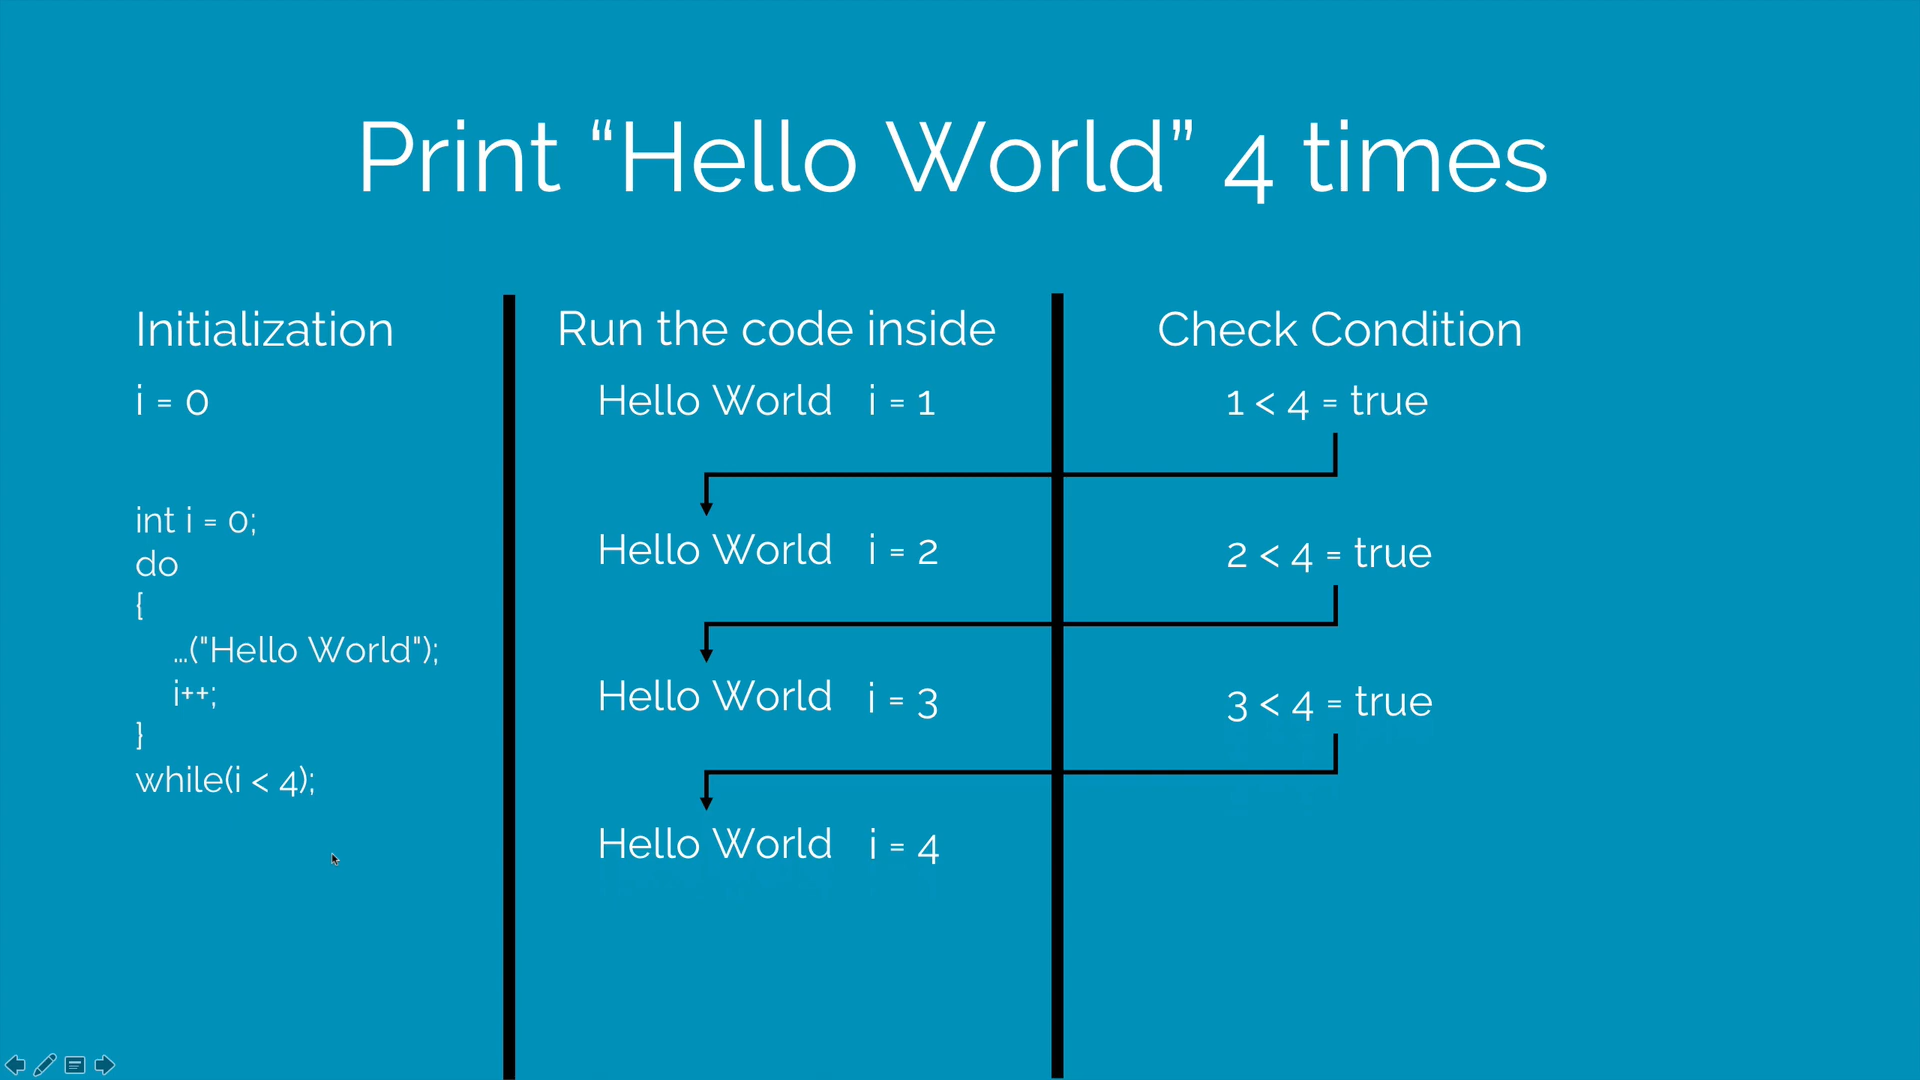 Print “Hello World” 4 times
Initialization
i = 0
int i = 0;
do
{
...("Hello World");
i++;
}
while(i < 4);
Run the code inside
Hello World i = 1
Hello World i = 2
Hello World i = 3
Hello World i = 4
Check Condition
1 < 4 = true
2 < 4 = true
3 < 4 = true